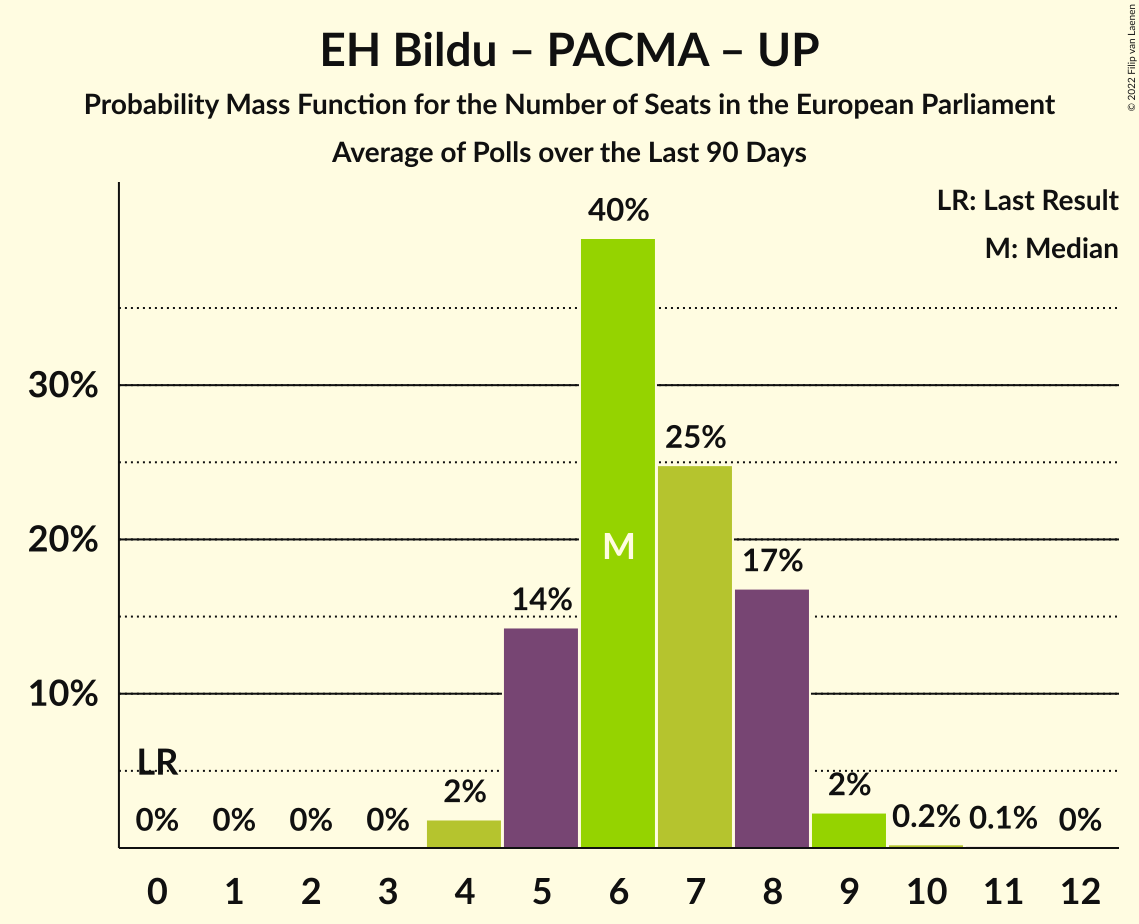 EH Bildu – PACMA – UP
Probability Mass Function for the Number of Seats in the European Parliament
Average of Polls over the Last 90 Days
© 2022 Filip van Laenen
LR: Last Result
M: Median
40%
30%
25%
20%
M
17%
14%
10%
LR
0%
0%
0%
0%
2%
2%
0.2%
0.1%
0%
0 1 2 3 4 5 6 7 8 9 10 11 12